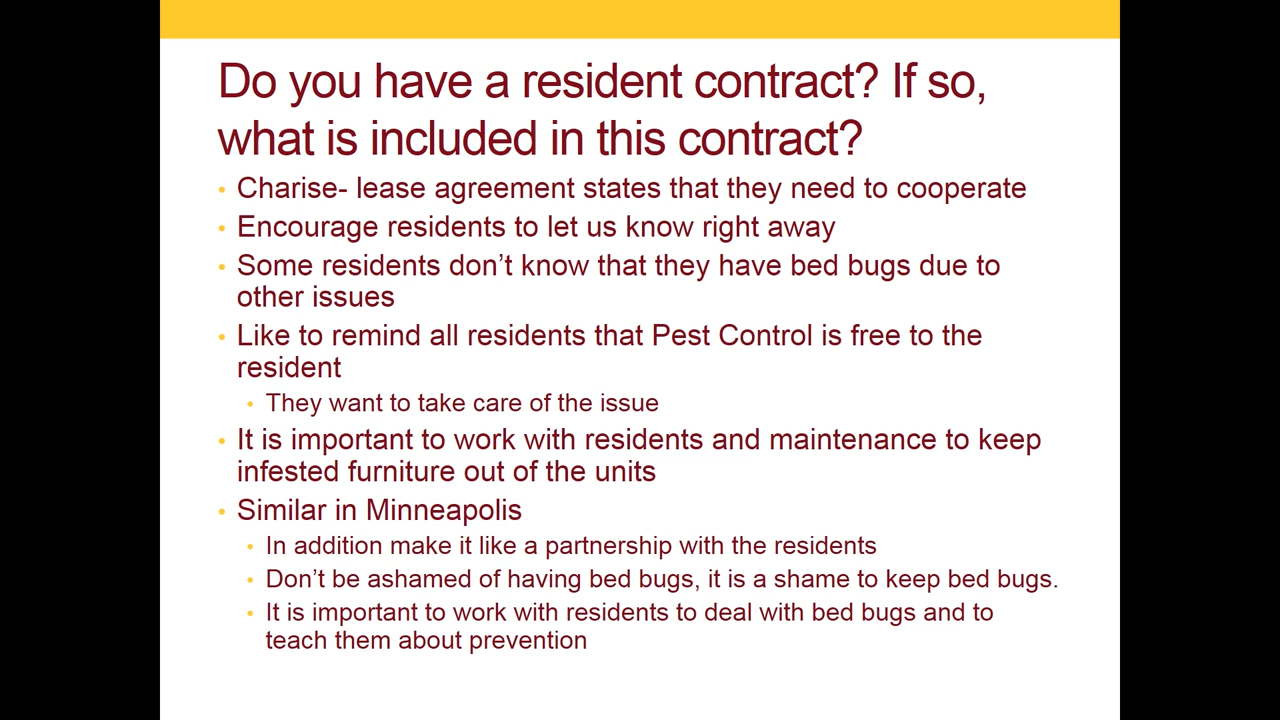 Do you have a resident contract? If so,
what is included in this contract?
• Charise- lease agreement states that they need to cooperate
• Encourage residents to let us know right away
• Some residents don’t know that they have bed bugs due to
other issues
• Like to remind all residents that Pest Control is free to the
resident
• They want to take care of the issue
• It is important to work with residents and maintenance to keep
infested furniture out of the units
• Similar in Minneapolis
• In addition make it like a partnership with the residents
• Don’t be ashamed of having bed bugs, it is a shame to keep bed bugs.
• It is important to work with residents to deal with bed bugs and to
teach them about prevention